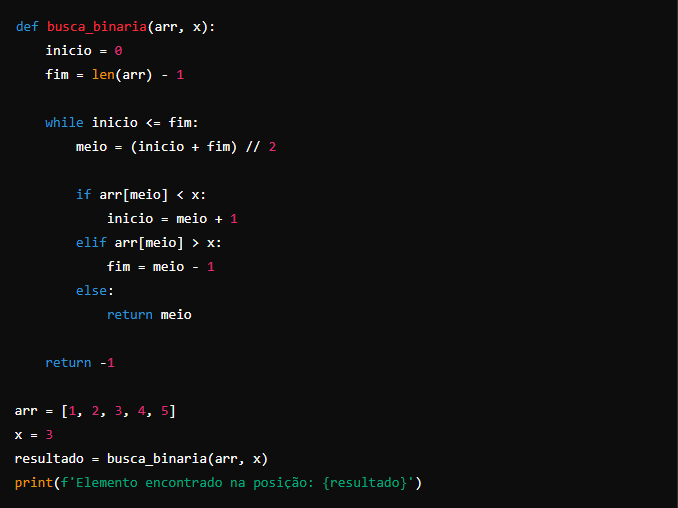 def busca_binaria(arr, x):
    inicio = 0
    fim = len(arr) - 1

    while inicio <= fim:
        meio = (inicio + fim) // 2

        if arr[meio] < x:
            inicio = meio + 1
        elif arr[meio] > x:
            fim = meio - 1
        else:
            return meio

    return -1

arr = [1, 2, 3, 4, 5]
x = 3
resultado = busca_binaria(arr, x)
print(f'Elemento encontrado na posição: {resultado}')